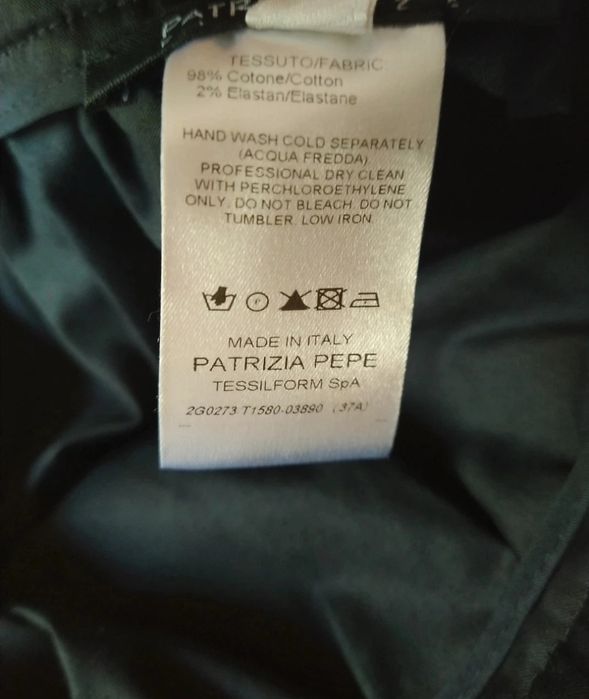 PATR
TESSUTO/FABRIC:
98% Cotone/Cotton
2% Elastan/Elastane
HAND WASH COLD SEPARATELY
(ACQUA FREDDA)
PROFESSIONAL DRY CLEAN
WITH PERCHLOROETHYLENE
ONLY. DO NOT BLEACH. DO NOT
TUMBLER. LOW IRON.
P
MADE IN ITALY
PATRIZIA PEPE
TESSILFORM SpA
2G0273 T1580-03890 (37A)